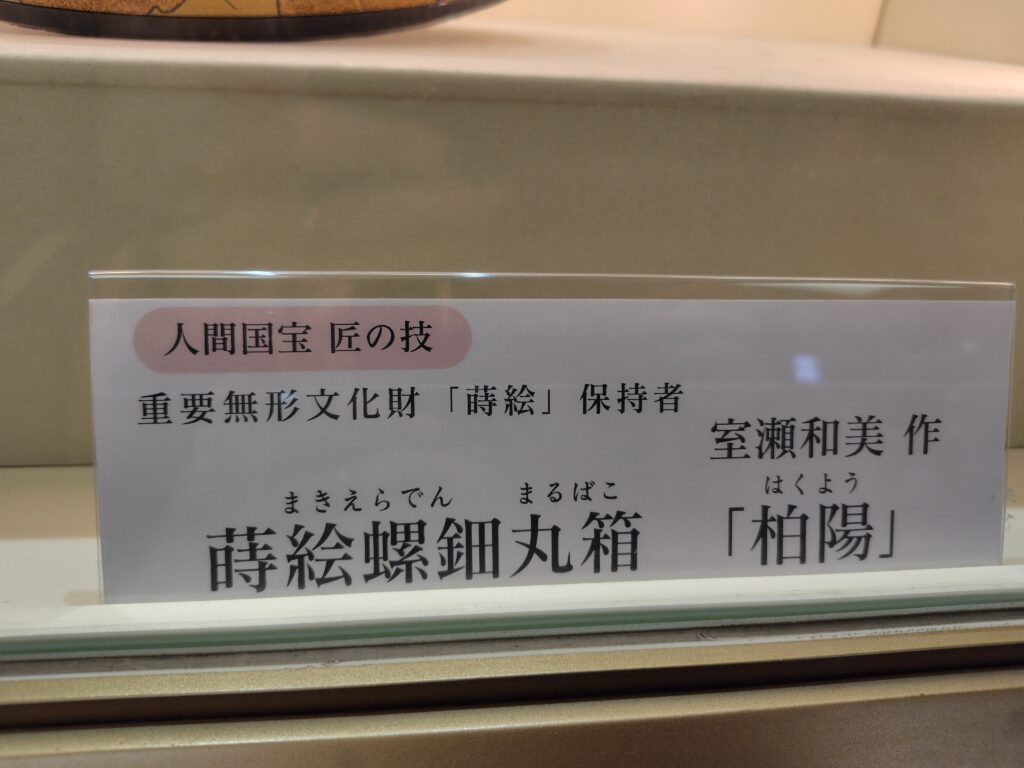 人間国宝 匠の技
重要無形文化財「蒔絵」保持者
室瀬和美 作
まきえらでん まるばこ はくよう
蒔絵螺鈿丸箱 「柏陽」